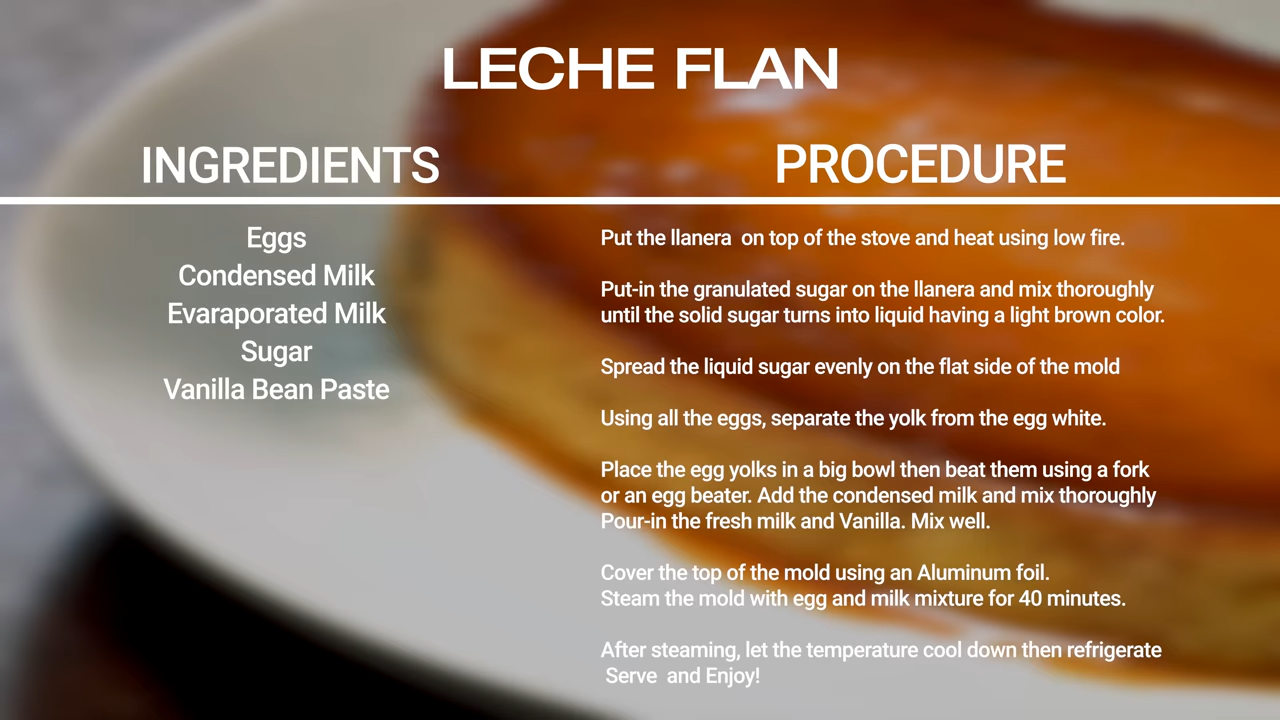 LECHE FLAN
INGREDIENTS
Eggs
Condensed Milk
Evaraporated Milk
Sugar
Vanilla Bean Paste
PROCEDURE
Put the llanera  on top of the stove and heat using low fire.
Put-in the granulated sugar on the llanera and mix thoroughly
until the solid sugar turns into liquid having a light brown color.
Spread the liquid sugar evenly on the flat side of the mold
Using all the eggs, separate the yolk from the egg white.
Place the egg yolks in a big bowl then beat them using a fork
or an egg beater. Add the condensed milk and mix thoroughly
Pour-in the fresh milk and Vanilla. Mix well.
Cover the top of the mold using an Aluminum foil.
Steam the mold with egg and milk mixture for 40 minutes.
After steaming, let the temperature cool down then refrigerate
Serve  and Enjoy!